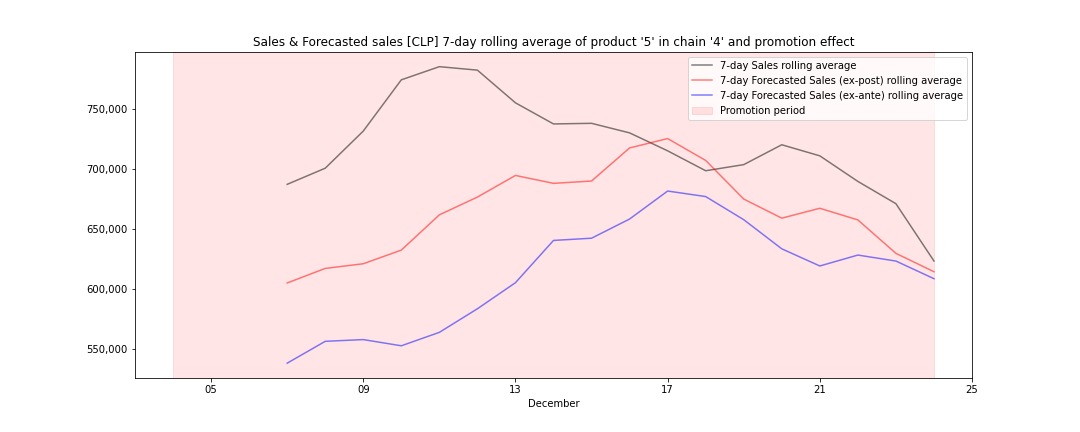 Sales & Forecasted sales [CLP] 7-day rolling average of product '5' in chain '4' and promotion effect
7-day Sales rolling average
7-day Forecasted Sales (ex-post) rolling average
7-day Forecasted Sales (ex-ante) rolling average
Promotion period
750,000
700,000
650,000
600,000
550,000
05 09 13 17 21 25
December